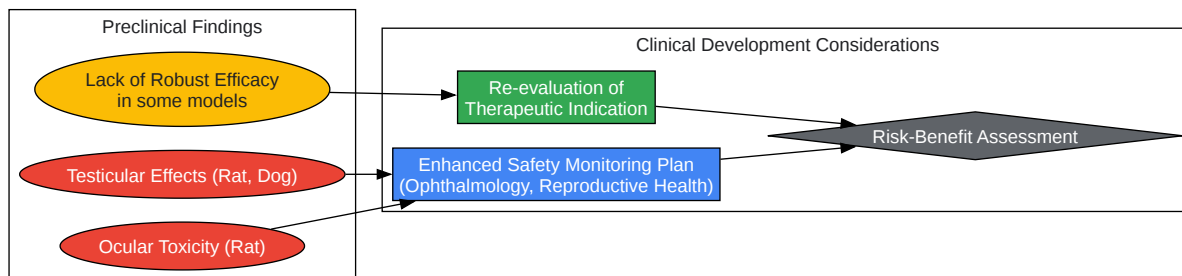 Preclinical Findings
Lack of Robust Efficacy
in some models
Testicular Effects (Rat, Dog)
Ocular Toxicity (Rat)
Clinical Development Considerations
Re-evaluation of
Therapeutic Indication
Enhanced Safety Monitoring Plan
(Ophthalmology, Reproductive Health)
Risk-Benefit Assessment